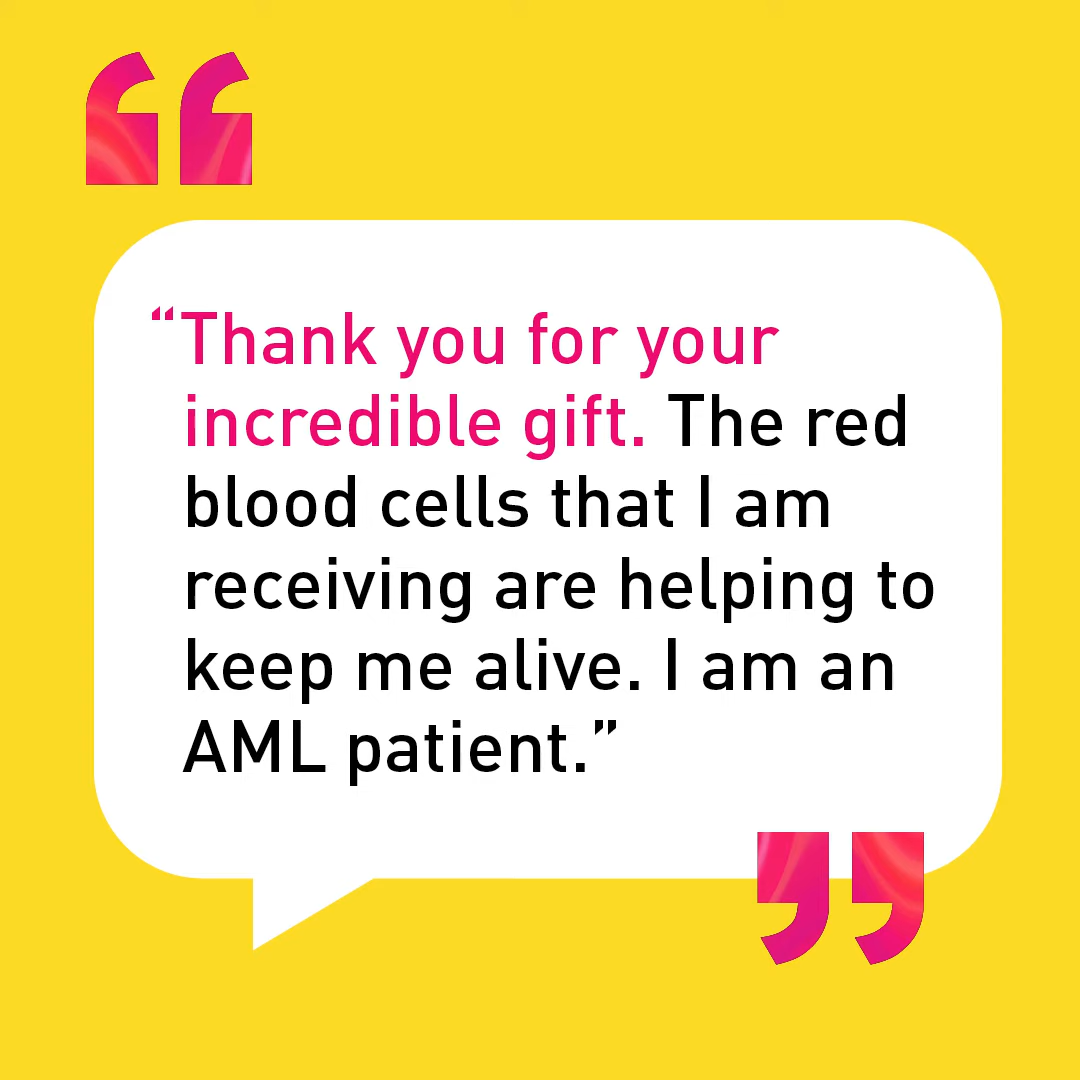 “Thank you for your
incredible gift. The red
blood cells that I am
receiving are helping to
keep me alive. I am an
AML patient.”